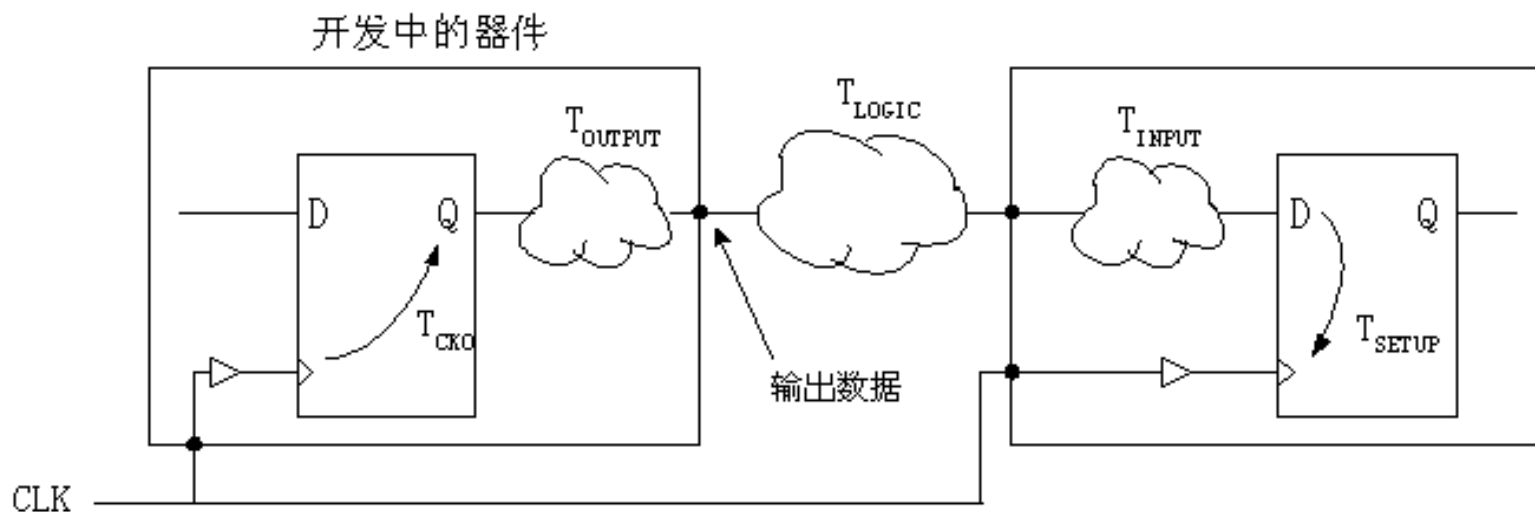 开发中的器件
T_LOGIC
T_OUTPUT
T_INPUT
D
Q
D
Q
T_CKO
T_SETUP
输出数据
CLK